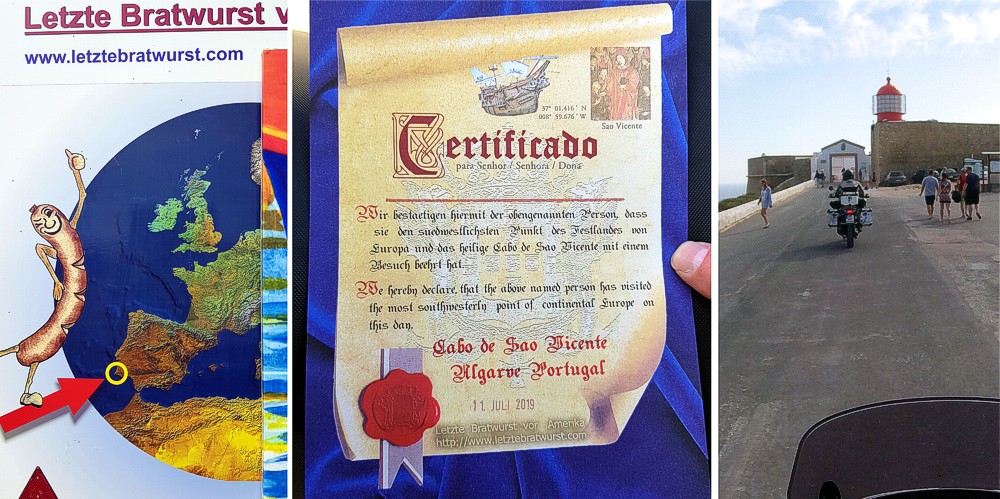 Letzte Bratwurst v
www.letztebratwurst.com
37° 01.416' N
008° 59.676' W
San Vicente
Certificado
para Senhor / Senhora / Dona
Wir bestaetigen hiermit der obengenannten Person, dass
sie den suedwestlichsten Punkt des Festlandes von
Europa und das heilige Cabo de Sao Vicente mit einem
Besuch beehrt hat.
We hereby declare, that the above named person has visited
the most southwesterly point of continental Europe on
this day.
Cabo de Sao Vicente
Algarve Portugal
11. JULI 2019
Letzte Bratwurst vor Amerika
http://www.letztebratwurst.com